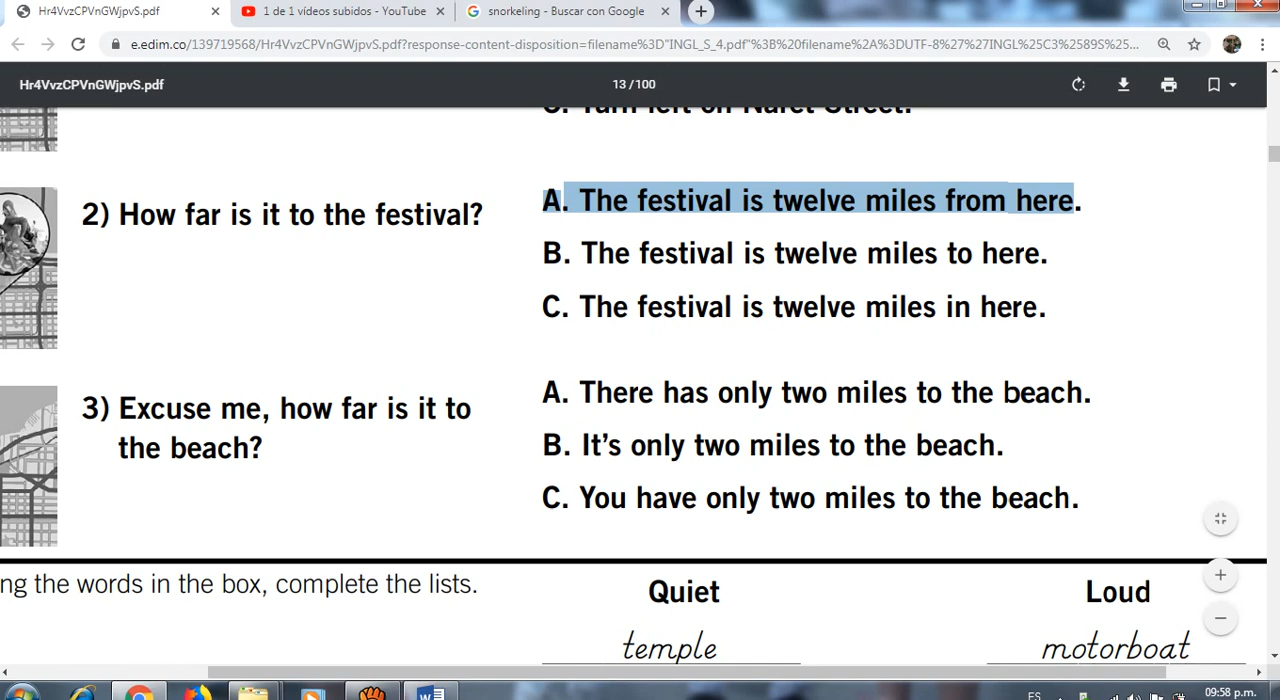 Hr4VvzCPVnGWjpvS.pdf
1 de 1 vídeos subidos - YouTube
snorkeling - Buscar con Google
e.edim.co/139719568/Hr4VvzCPVnGWjpvS.pdf?response-content-disposition=filename%3D"INGL_S_4.pdf"%3B%20filename%2A%3DUTF-8%27%27INGL%25C3%2589S%25...
Hr4VvzCPVnGWjpvS.pdf
13 / 100
C. Turn left on Naret Street.
2) How far is it to the festival?
A. The festival is twelve miles from here.
B. The festival is twelve miles to here.
C. The festival is twelve miles in here.
3) Excuse me, how far is it to
the beach?
A. There has only two miles to the beach.
B. It's only two miles to the beach.
C. You have only two miles to the beach.
ng the words in the box, complete the lists.
Quiet
Loud
temple
motorboat
ES
09:58 p.m.